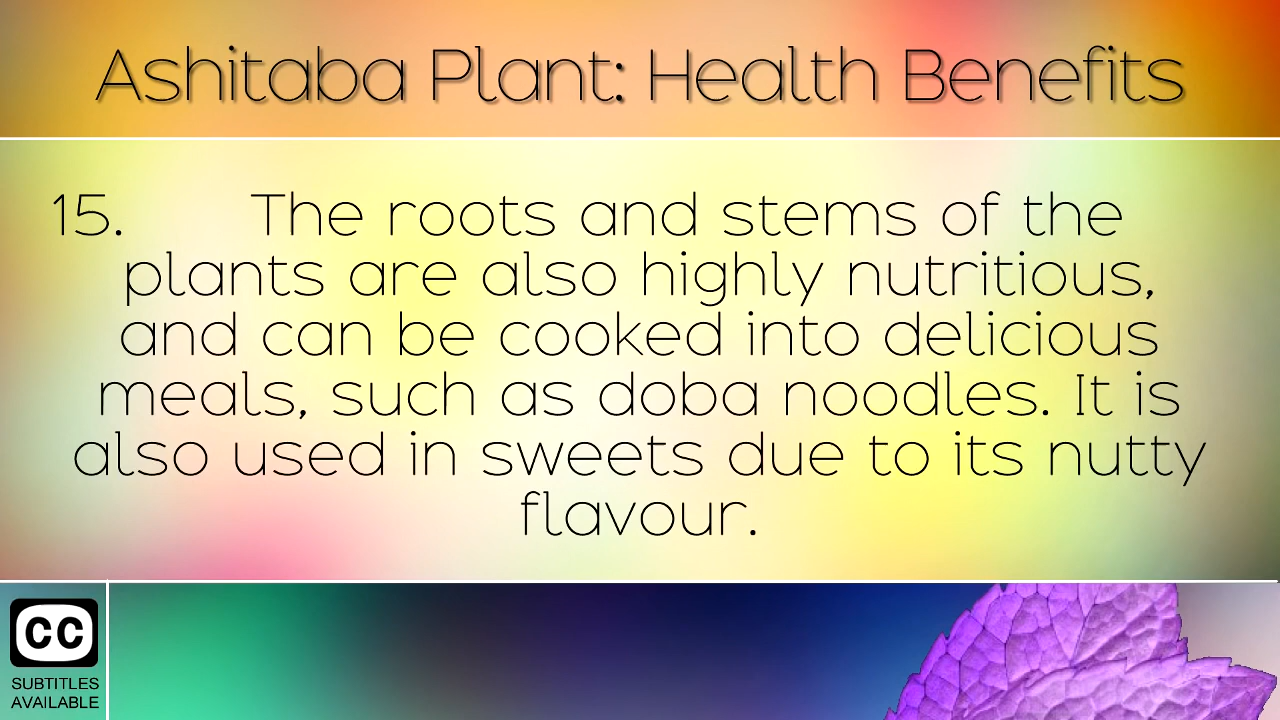 Ashitaba Plant: Health Benefits
15. The roots and stems of the
plants are also highly nutritious,
and can be cooked into delicious
meals, such as doba noodles. It is
also used in sweets due to its nutty
flavour.
CC
SUBTITLES
AVAILABLE